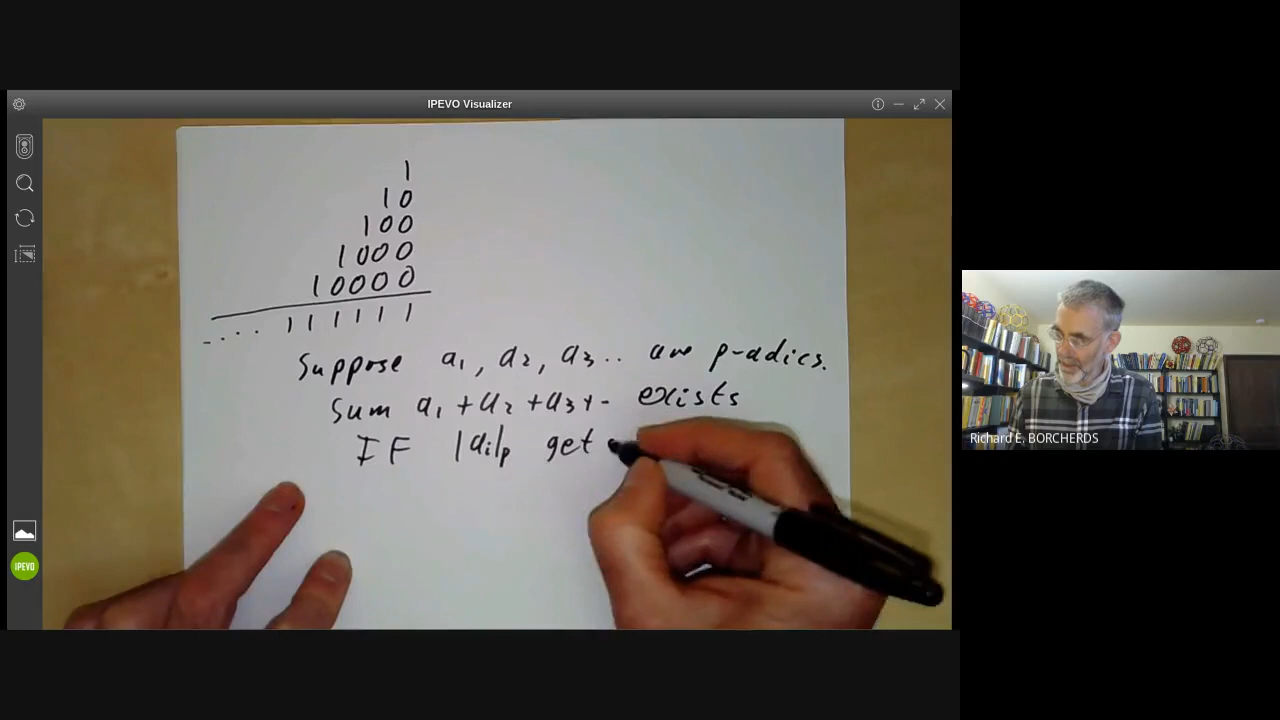 IPEVO Visualizer
1
10
100
1000
10000
.... 111111
Suppose a₁, a₂, a₃.. are p-adics.
Sum a₁ + a₂ + a₃ + - exists
IF |aᵢ|p get
IPEVO
Richard E. BORCHERDS